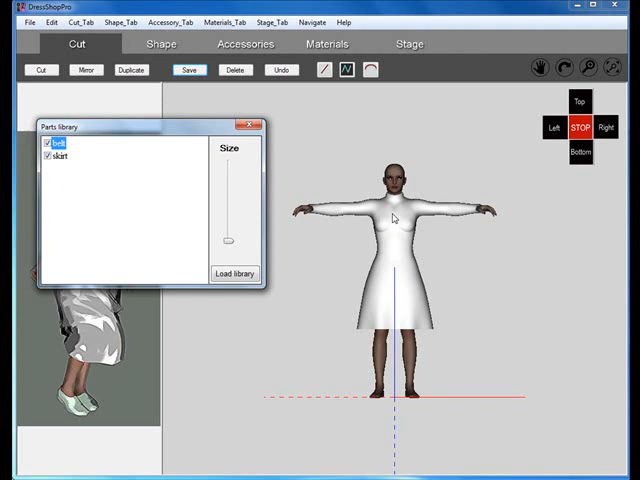 DressShopPro
File Edit Cut_Tab Shape_Tab Accessory_Tab Materials_Tab Stage_Tab Navigate Help
Cut Shape Accessories Materials Stage
Cut Mirror Duplicate Save Delete Undo
Top
Left STOP Right
Bottom
Parts library
belt
skirt
Size
Load library